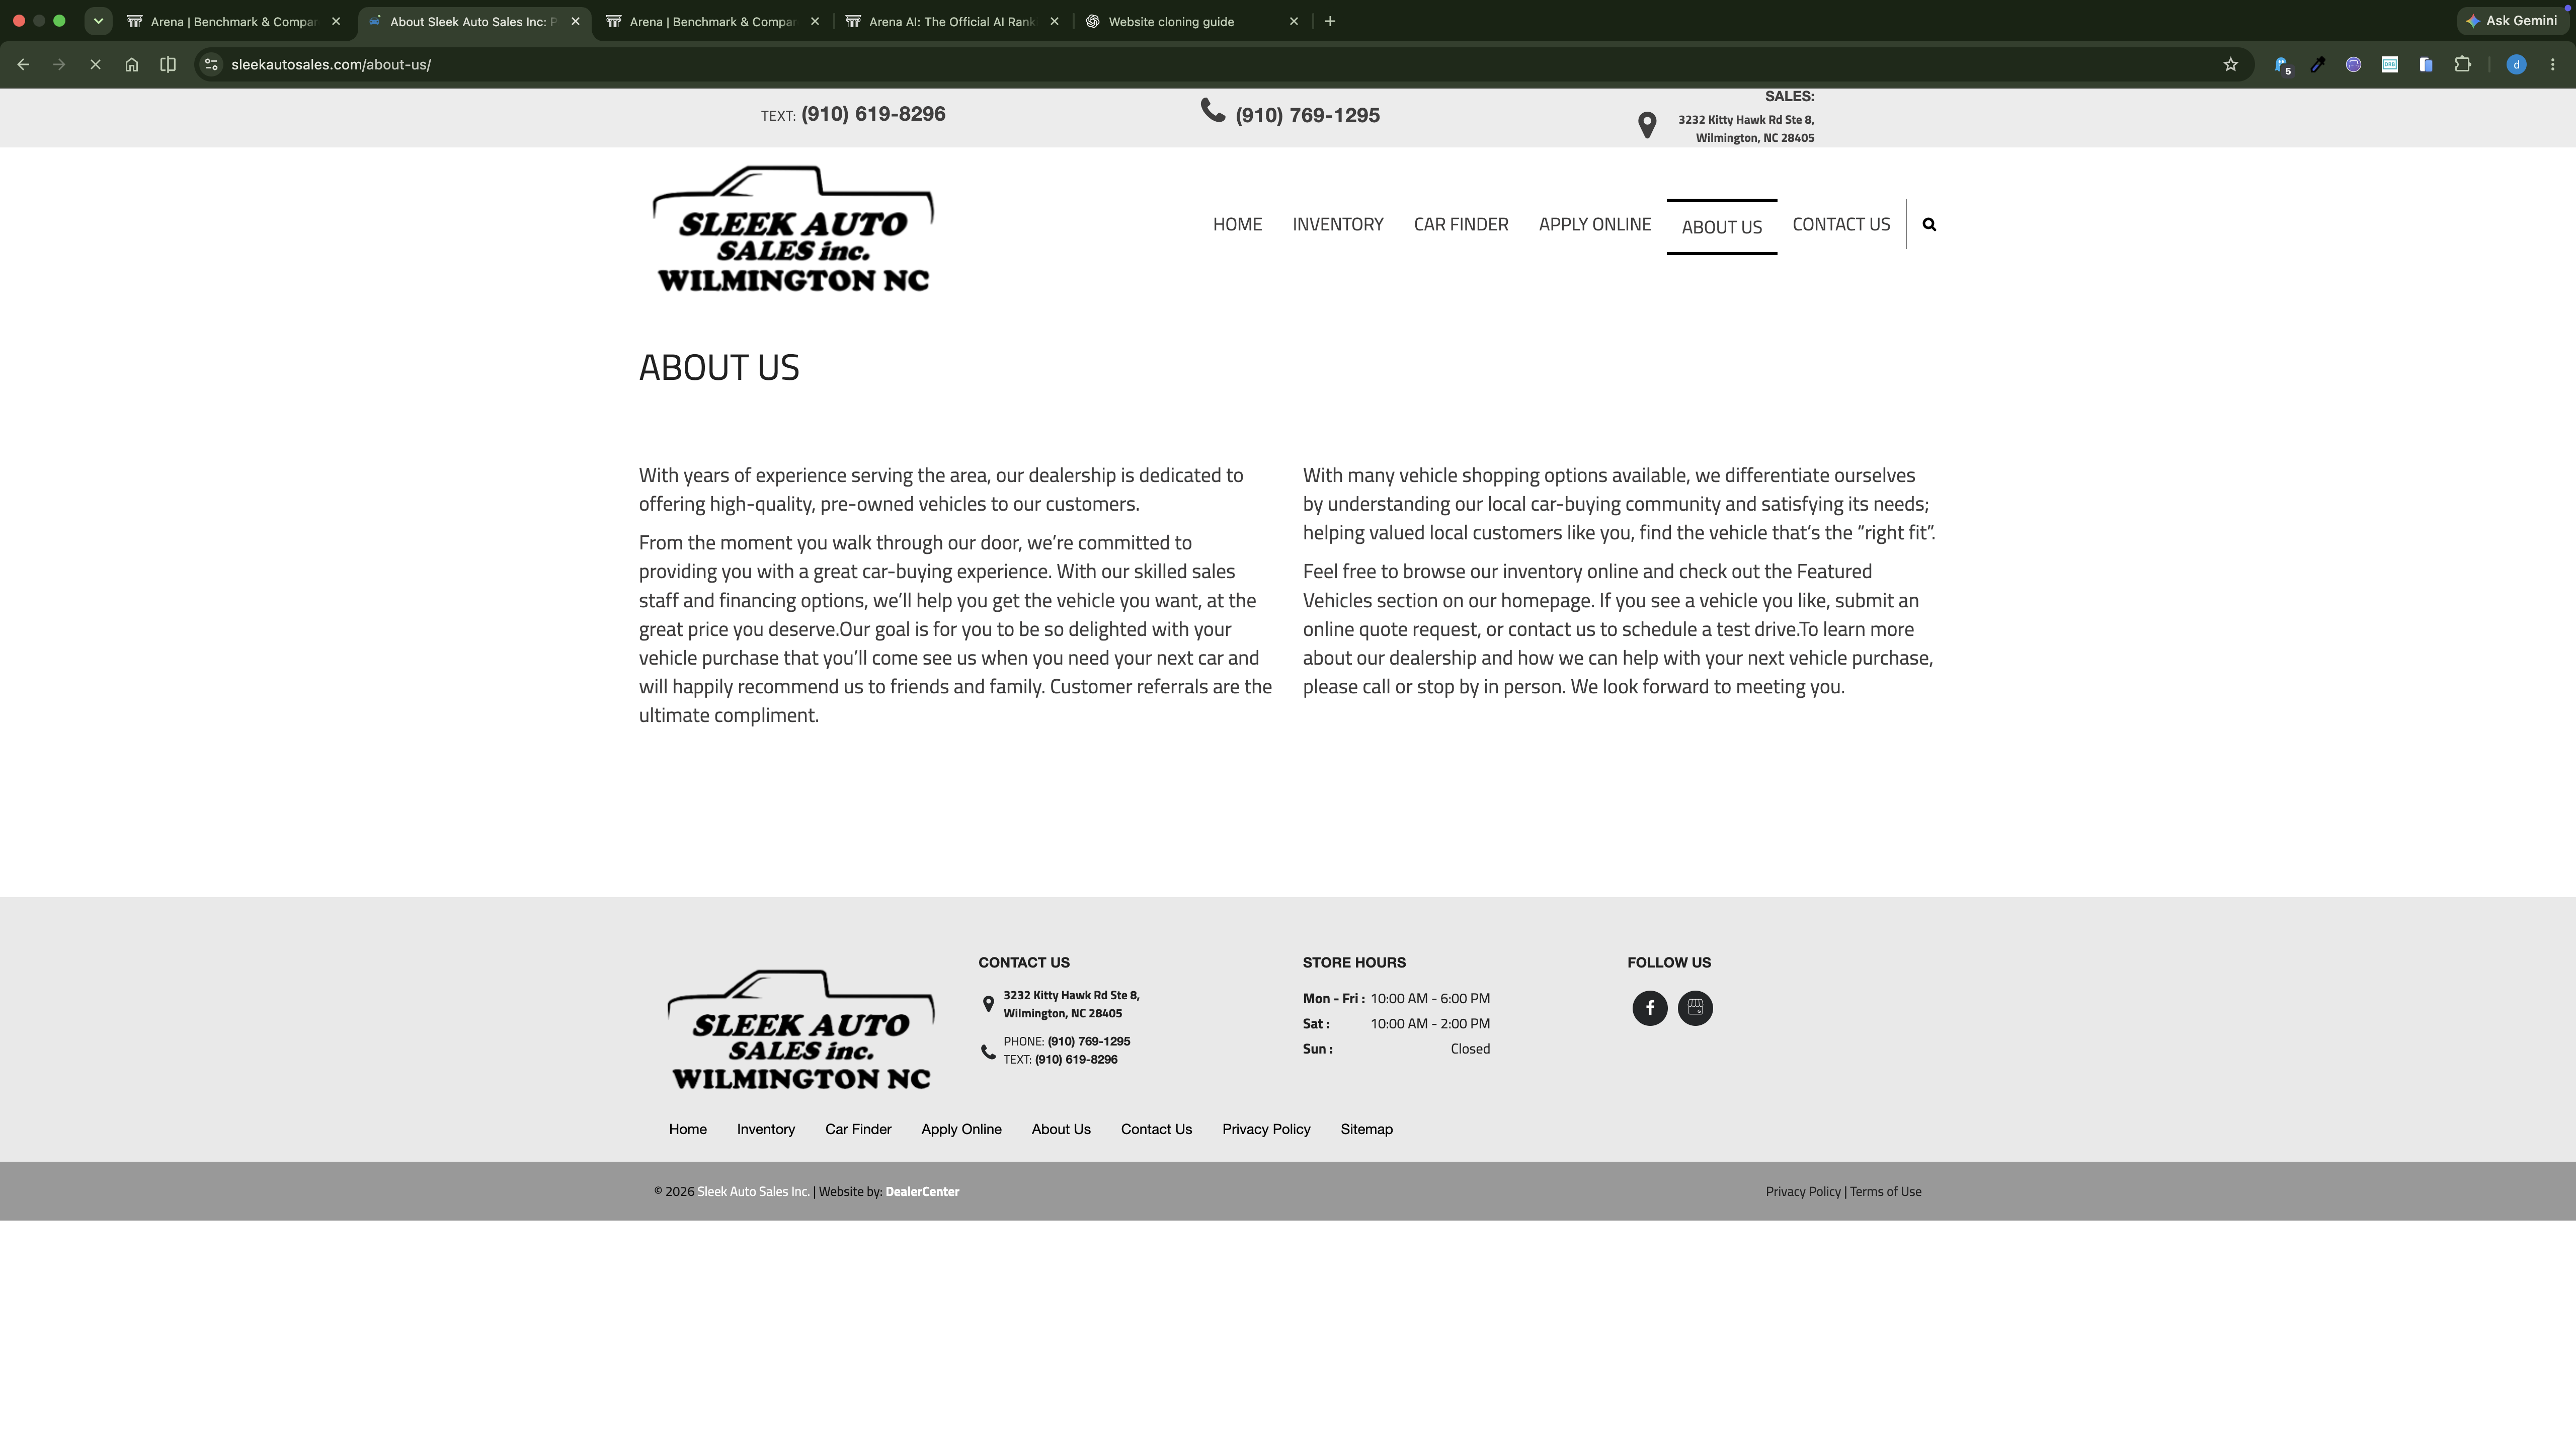 Arena | Benchmark & Compar
About Sleek Auto Sales Inc: P
Arena | Benchmark & Compar
Arena AI: The Official AI Rank
Website cloning guide
Ask Gemini
sleekautosales.com/about-us/
5
d
TEXT: (910) 619-8296
(910) 769-1295
SALES:
3232 Kitty Hawk Rd Ste 8,
Wilmington, NC 28405
SLEEK AUTO
SALES inc.
WILMINGTON NC
HOME
INVENTORY
CAR FINDER
APPLY ONLINE
ABOUT US
CONTACT US
ABOUT US
With years of experience serving the area, our dealership is dedicated to
offering high-quality, pre-owned vehicles to our customers.
From the moment you walk through our door, we’re committed to
providing you with a great car-buying experience. With our skilled sales
staff and financing options, we’ll help you get the vehicle you want, at the
great price you deserve.Our goal is for you to be so delighted with your
vehicle purchase that you’ll come see us when you need your next car and
will happily recommend us to friends and family. Customer referrals are the
ultimate compliment.
With many vehicle shopping options available, we differentiate ourselves
by understanding our local car-buying community and satisfying its needs;
helping valued local customers like you, find the vehicle that’s the “right fit”.
Feel free to browse our inventory online and check out the Featured
Vehicles section on our homepage. If you see a vehicle you like, submit an
online quote request, or contact us to schedule a test drive.To learn more
about our dealership and how we can help with your next vehicle purchase,
please call or stop by in person. We look forward to meeting you.
SLEEK AUTO
SALES inc.
WILMINGTON NC
CONTACT US
3232 Kitty Hawk Rd Ste 8,
Wilmington, NC 28405
PHONE: (910) 769-1295
TEXT: (910) 619-8296
STORE HOURS
Mon - Fri : 10:00 AM - 6:00 PM
Sat : 10:00 AM - 2:00 PM
Sun : Closed
FOLLOW US
Home
Inventory
Car Finder
Apply Online
About Us
Contact Us
Privacy Policy
Sitemap
© 2026 Sleek Auto Sales Inc. | Website by: DealerCenter
Privacy Policy | Terms of Use